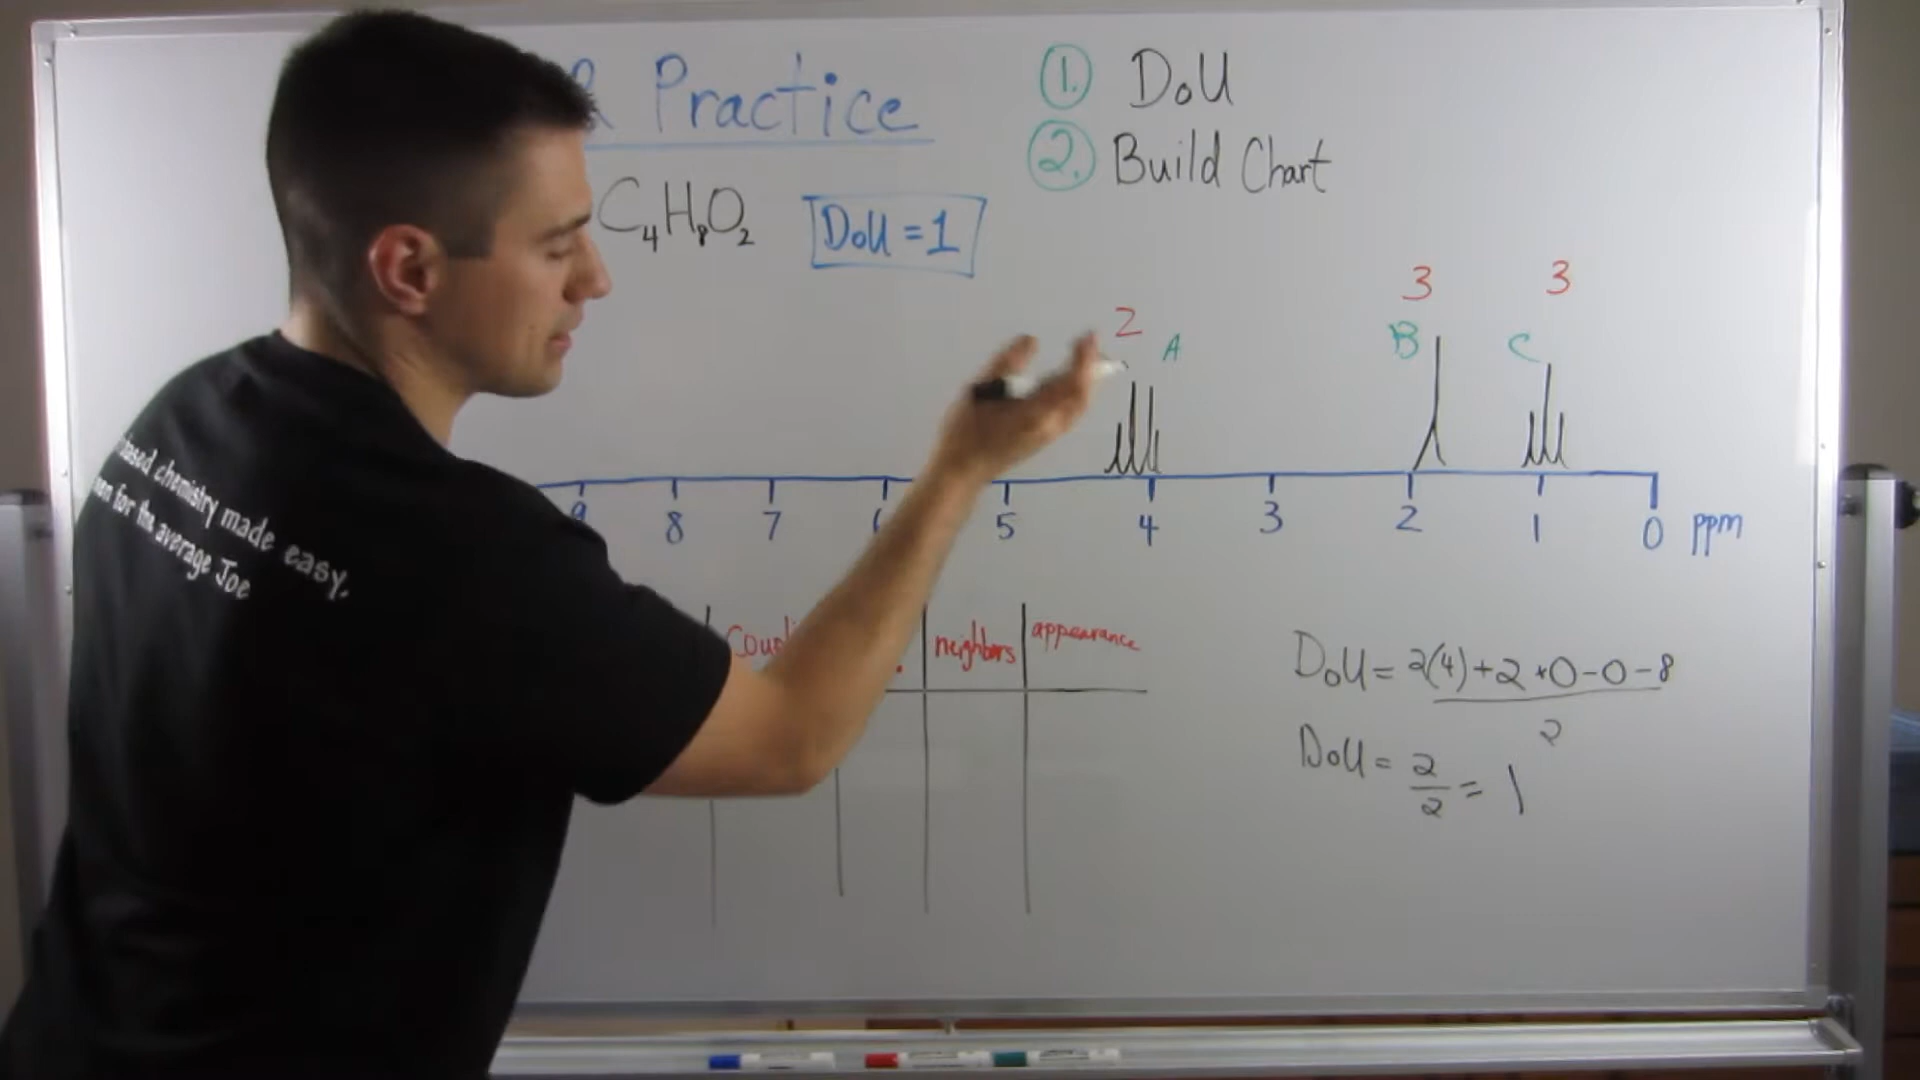 Practice
1. DoU
2. Build Chart
C4H8O2 DoU = 1
3 3
2 A B C
9 8 7 5 4 3 2 1 0 ppm
neighbors appearance
DoU = 2(4)+2+0-0-8
2
DoU = 2 = 1
2
based chemistry made easy.
for the average Joe